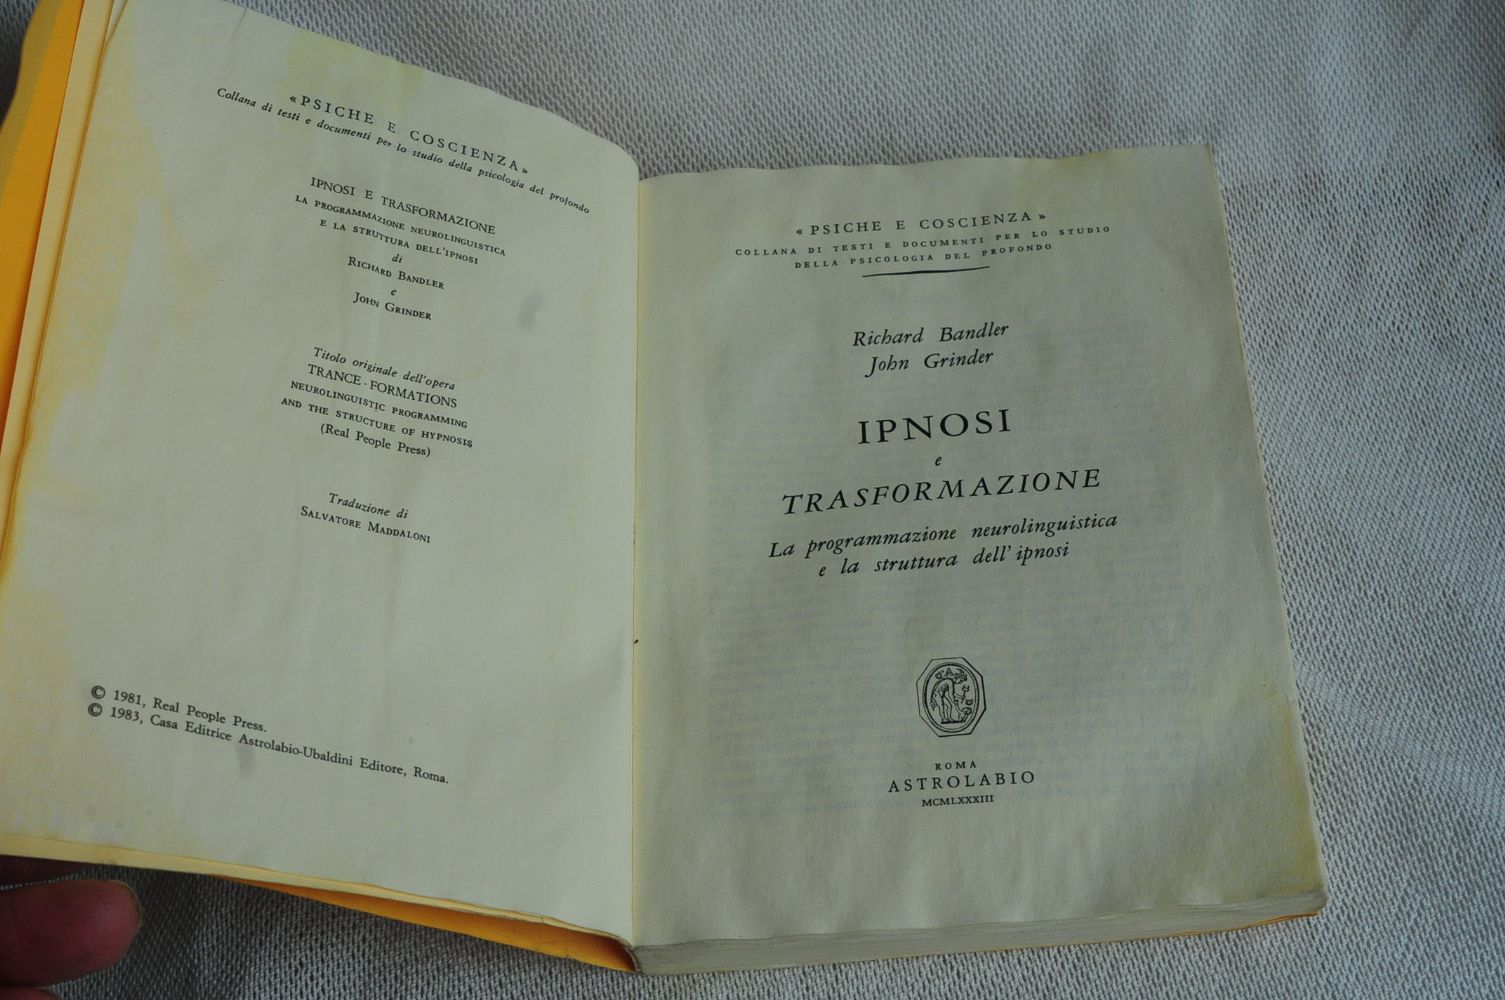 « PSICHE E COSCIENZA »
Collana di testi e documenti per lo studio della psicologia del profondo
IPNOSI E TRASFORMAZIONE
LA PROGRAMMAZIONE NEUROLINGUISTICA
E LA STRUTTURA DELL'IPNOSI
di
RICHARD BANDLER
e
JOHN GRINDER
Titolo originale dell'opera
TRANCE - FORMATIONS
NEUROLINGUISTIC PROGRAMMING
AND THE STRUCTURE OF HYPNOSIS
(Real People Press)
Traduzione di
SALVATORE MADDALONI
© 1981, Real People Press.
© 1983, Casa Editrice Astrolabio-Ubaldini Editore, Roma.
« PSICHE E COSCIENZA »
COLLANA DI TESTI E DOCUMENTI PER LO STUDIO
DELLA PSICOLOGIA DEL PROFONDO
Richard Bandler
John Grinder
IPNOSI
e
TRASFORMAZIONE
La programmazione neurolinguistica
e la struttura dell'ipnosi
ROMA
ASTROLABIO
MCMLXXXIII